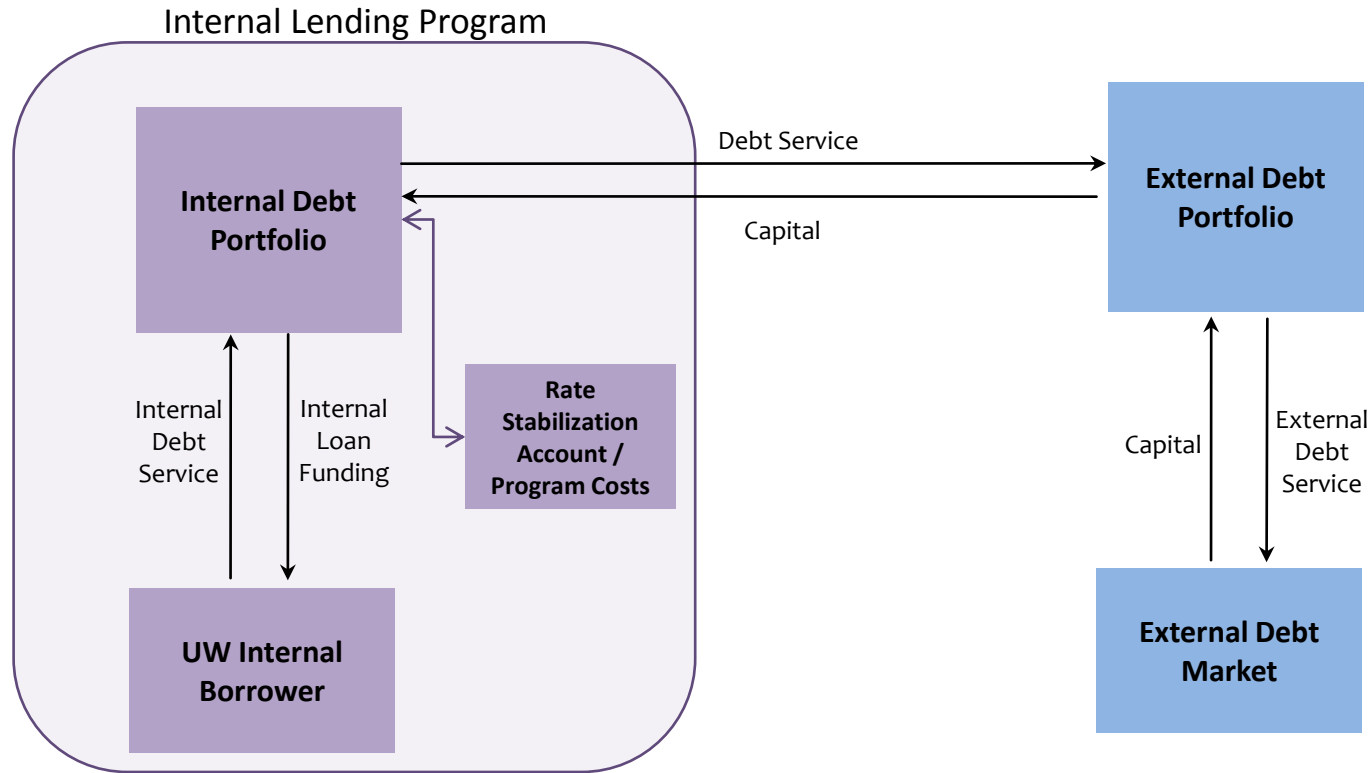 Internal Lending Program
Internal Debt
Portfolio
Debt Service
Capital
External Debt
Portfolio
Internal
Debt
Service
Internal
Loan
Funding
Rate
Stabilization
Account /
Program Costs
Capital
External
Debt
Service
UW Internal
Borrower
External Debt
Market